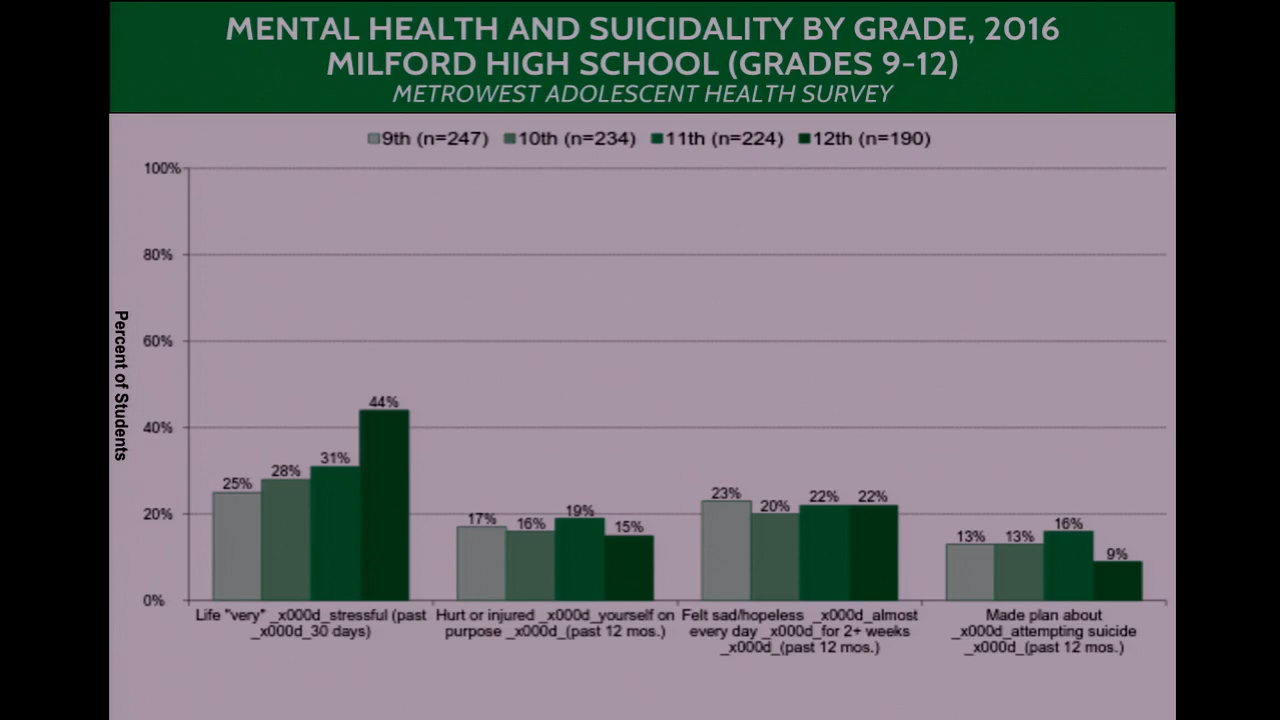 MENTAL HEALTH AND SUICIDALITY BY GRADE, 2016
MILFORD HIGH SCHOOL (GRADES 9-12)
METROWEST ADOLESCENT HEALTH SURVEY
9th (n=247) 10th (n=234) 11th (n=224) 12th (n=190)
Percent of Students
100%
80%
60%
40%
20%
0%
25%
28%
31%
44%
17%
16%
19%
15%
23%
20%
22%
22%
13%
13%
16%
9%
Life "very" _x000d_stressful (past
_x000d_30 days)
Hurt or injured _x000d_yourself on
purpose _x000d_(past 12 mos.)
Felt sad/hopeless _x000d_almost
every day _x000d_for 2+ weeks
_x000d_(past 12 mos.)
Made plan about
_x000d_attempting suicide
_x000d_(past 12 mos.)